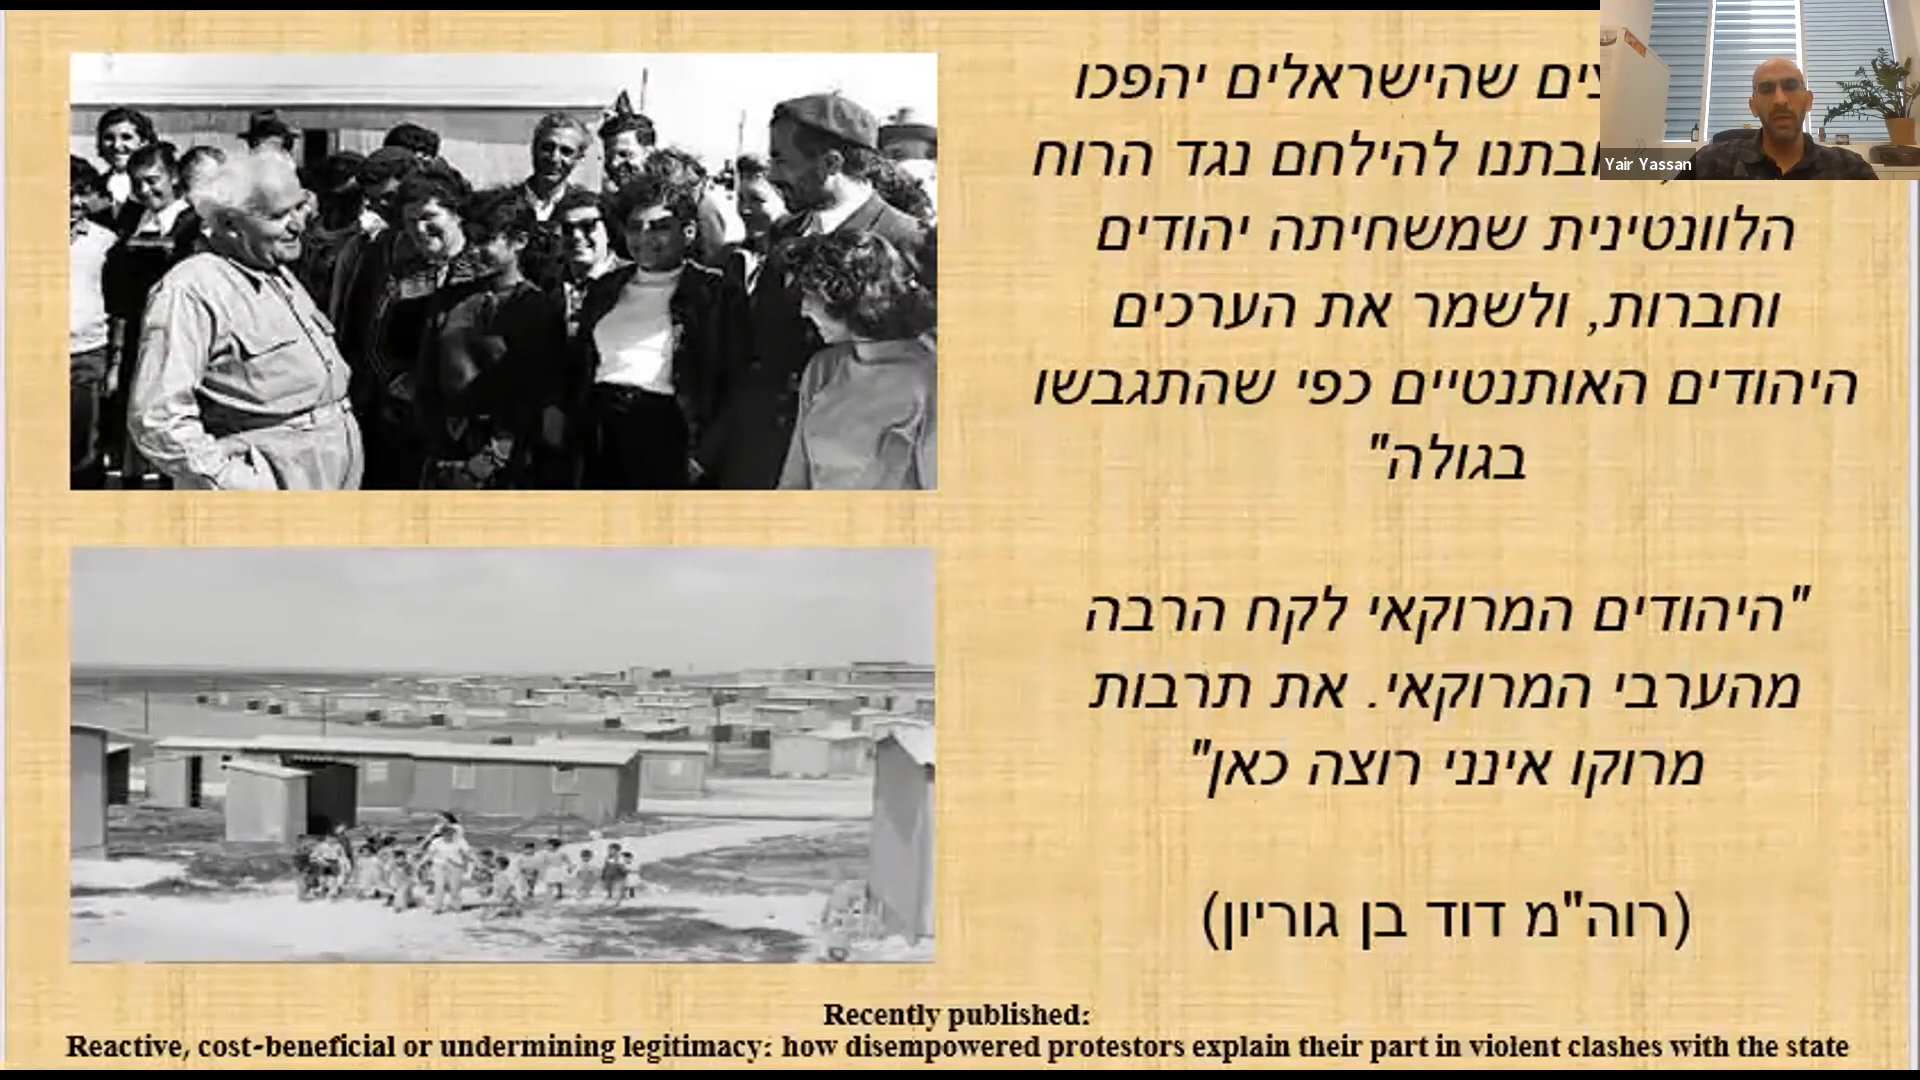 שהישראלים יהפכו
להילחם נגד הרוח
הלוונטינית שמשחיתה יהודים
וחברות, ולשמר את הערכים
היהודים האותנטיים כפי שהתגבשו
בגולה"
"היהודים המרוקאי לקח הרבה
מהערבי המרוקאי. את תרבות
מרוקו אינני רוצה כאן"
(רוה"מ דוד בן גוריון)
Recently published:
Reactive, cost-beneficial or undermining legitimacy: how disempowered protestors explain their part in violent clashes with the state
Yair Yassan